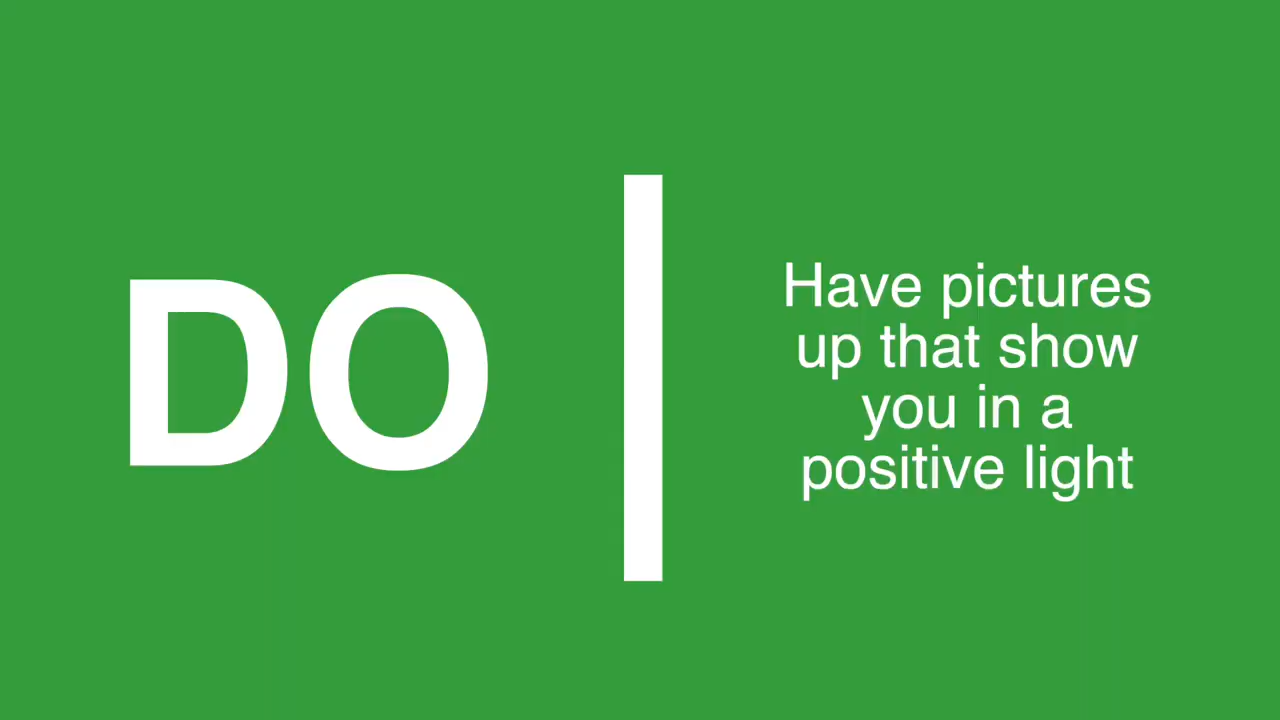 DO
Have pictures
up that show
you in a
positive light